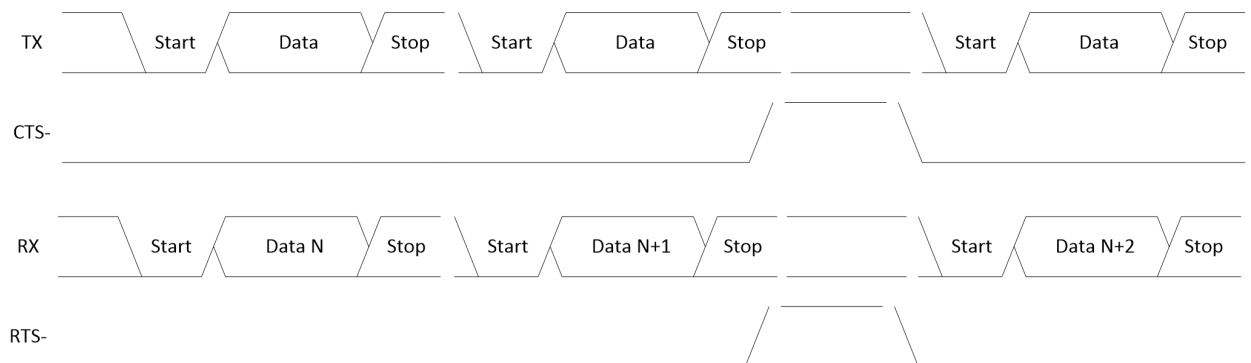 TX Start Data Stop Start Data Stop Start Data Stop
CTS-
RX Start Data N Stop Start Data N+1 Stop Start Data N+2 Stop
RTS-